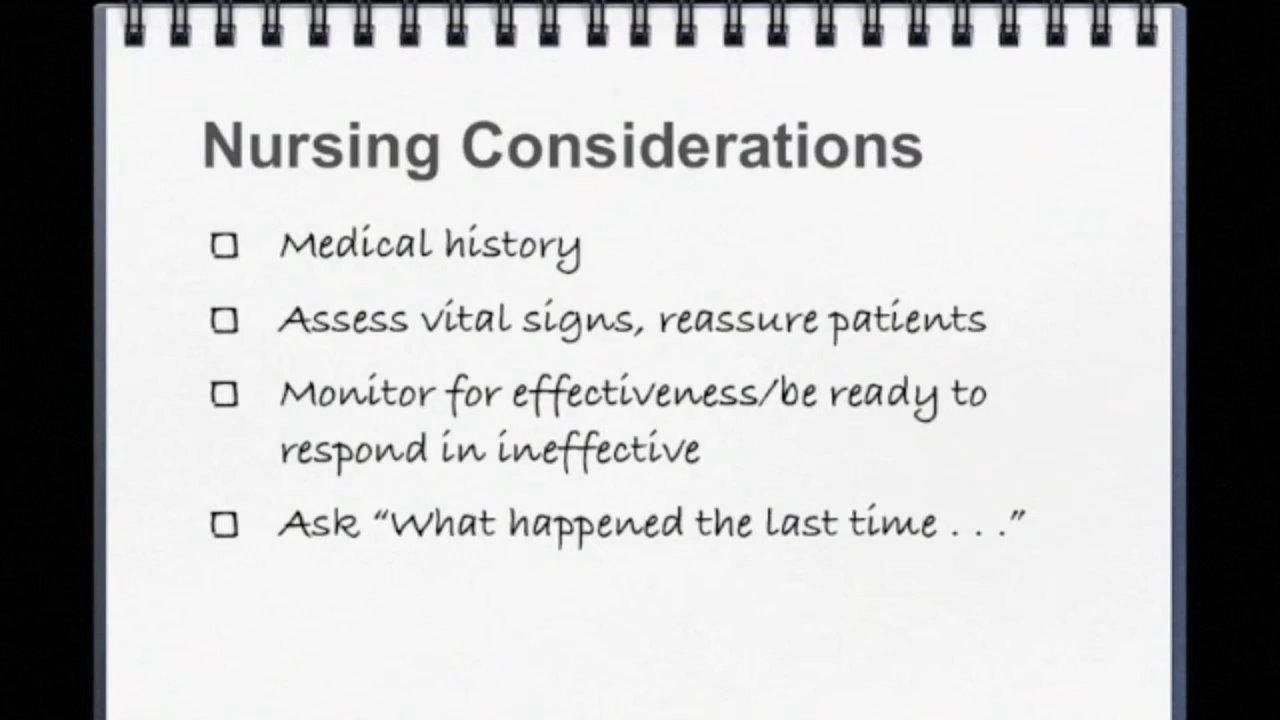 Nursing Considerations
Medical history
Assess vital signs, reassure patients
Monitor for effectiveness/be ready to
respond in ineffective
Ask “What happened the last time . . .”